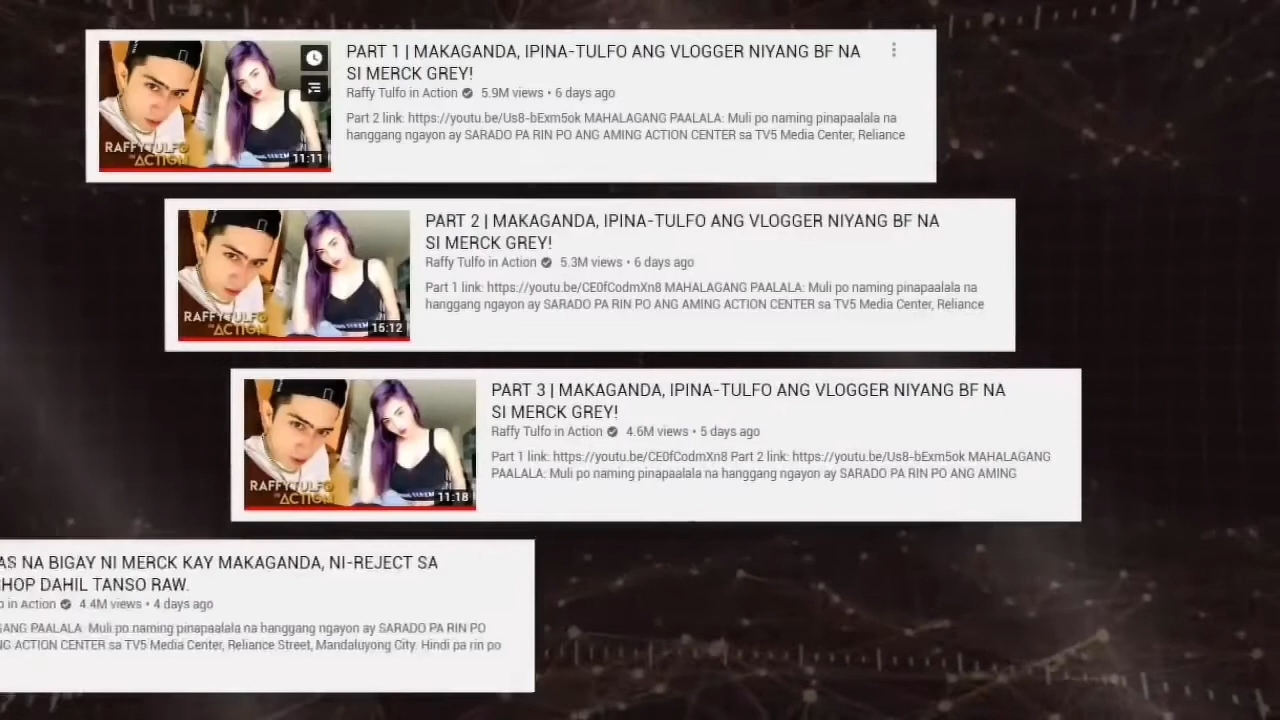 PART 1 | MAKAGANDA, IPINA-TULFO ANG VLOGGER NIYANG BF NA
SI MERCK GREY!
Raffy Tulfo in Action 5.9M views • 6 days ago
Part 2 link: https://youtu.be/Us8-bExm5ok MAHALAGANG PAALALA: Muli po naming pinapaalala na
hanggang ngayon ay SARADO PA RIN PO ANG AMING ACTION CENTER sa TV5 Media Center, Reliance
RAFFYTULFO
IN ACTION
11:11
PART 2 | MAKAGANDA, IPINA-TULFO ANG VLOGGER NIYANG BF NA
SI MERCK GREY!
Raffy Tulfo in Action 5.3M views • 6 days ago
Part 1 link: https://youtu.be/CE0fCodmXn8 MAHALAGANG PAALALA: Muli po naming pinapaalala na
hanggang ngayon ay SARADO PA RIN PO ANG AMING ACTION CENTER sa TV5 Media Center, Reliance
RAFFYTULFO
IN ACTION
15:12
PART 3 | MAKAGANDA, IPINA-TULFO ANG VLOGGER NIYANG BF NA
SI MERCK GREY!
Raffy Tulfo in Action 4.6M views • 5 days ago
Part 1 link: https://youtu.be/CE0fCodmXn8 Part 2 link: https://youtu.be/Us8-bExm5ok MAHALAGANG
PAALALA: Muli po naming pinapaalala na hanggang ngayon ay SARADO PA RIN PO ANG AMING
RAFFYTULFO
IN ACTION
11:18
AS NA BIGAY NI MERCK KAY MAKAGANDA, NI-REJECT SA
HOP DAHIL TANSO RAW.
o in Action 4.4M views • 4 days ago
ANG PAALALA: Muli po naming pinapaalala na hanggang ngayon ay SARADO PA RIN PO
NG ACTION CENTER sa TV5 Media Center, Reliance Street, Mandaluyong City. Hindi pa rin po